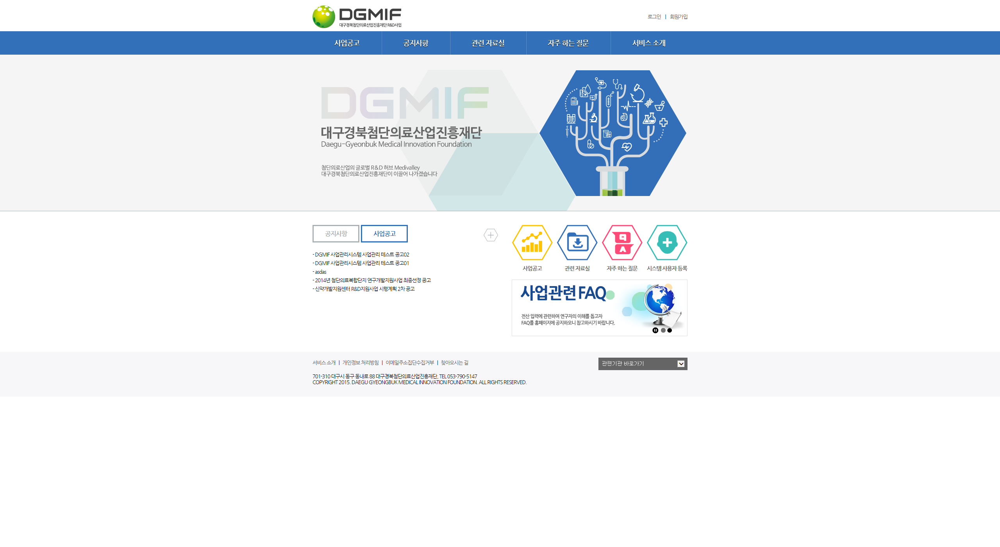 DGMIF
대구경북첨단의료산업진흥재단 R&D사업
로그인 | 회원가입
사업공고 공지사항 관련 자료실 자주 하는 질문 서비스 소개
DGMIF
대구경북첨단의료산업진흥재단
Daegu-Gyeonbuk Medical Innovation Foundation
첨단의료산업의 글로벌 R&D 허브 Medivalley
대구경북첨단의료산업진흥재단이 이끌어 나가겠습니다
공지사항 사업공고
- DGMIF 사업관리시스템 사업관리 테스트 공고02
- DGMIF 사업관리시스템 사업관리 테스트 공고01
- asdas
- 2014년 첨단의료복합단지 연구개발지원사업 최종선정 공고
- 신약개발지원센터 R&D지원사업 시행계획 2차 공고
q
A
사업공고 관련 자료실 자주 하는 질문 시스템 사용자 등록
사업관련 FAQ
전산 입력에 관련하여 연구자의 이해를 돕고자
FAQ를 홈페이지에 공지하오니 참고하시기 바랍니다.
서비스 소개 | 개인정보 처리방침 | 이메일주소집단수집거부 | 찾아오시는 길
관련기관 바로가기
701-310 대구시 동구 동내로 88 대구경북첨단의료산업진흥재단, TEL 053-790-5147
COPYRIGHT 2015. DAEGU GYEONGBUK MEDICAL INNOVATION FOUNDATION. ALL RIGHTS RESERVED.